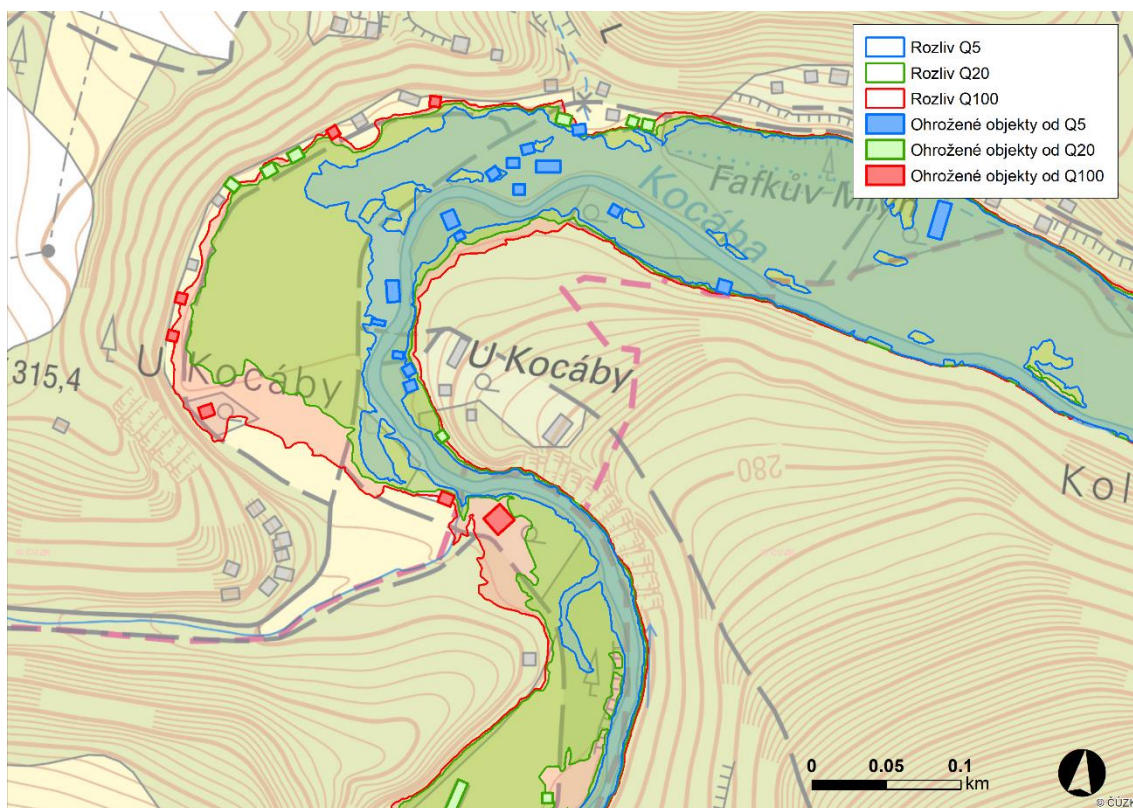 Rozliv Q5
Rozliv Q20
Rozliv Q100
Ohrožené objekty od Q5
Ohrožené objekty od Q20
Ohrožené objekty od Q100
Fafkův
Kocába
315,4
U Kocáby
U Kocáby
280
Kol
0 0.05 0.1
km
© ČÚZK